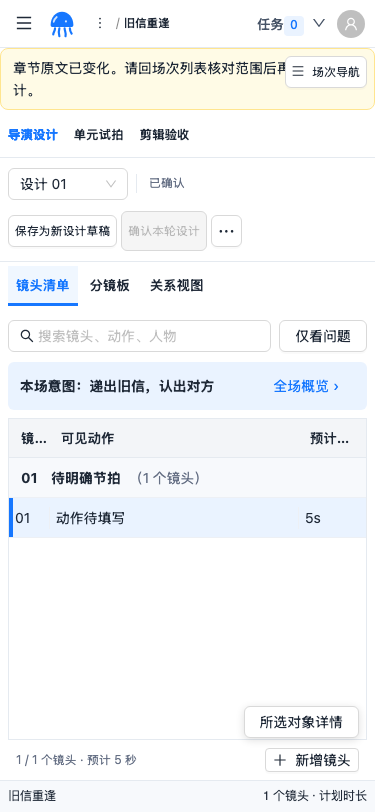 ⋮ / 旧信重逢 任务 0
章节原文已变化。请回场次列表核对范围后再
计。
场次导航
导演设计 单元试拍 剪辑验收
设计 01 已确认
保存为新设计草稿 确认本轮设计 ···
镜头清单 分镜板 关系视图
搜索镜头、动作、人物 仅看问题
本场意图：递出旧信，认出对方 全场概览 ›
镜... 可见动作 预计...
01 待明确节拍 （1 个镜头）
01 动作待填写 5s
所选对象详情
1 / 1 个镜头 · 预计 5 秒 + 新增镜头
旧信重逢 1 个镜头 · 计划时长